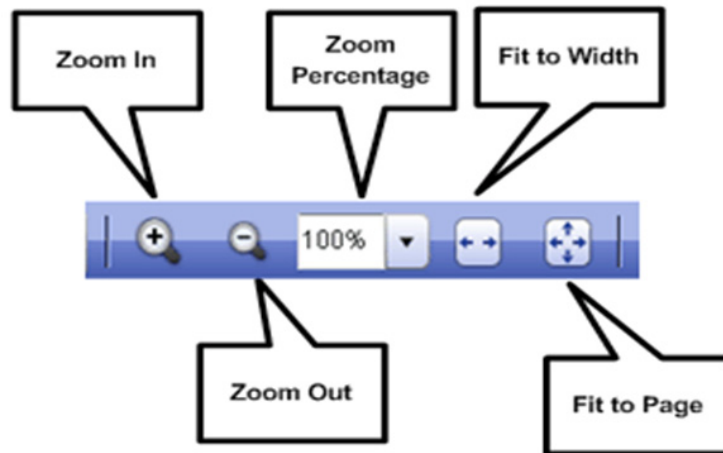 Zoom In
Zoom
Percentage
Fit to Width
100%
Zoom Out
Fit to Page